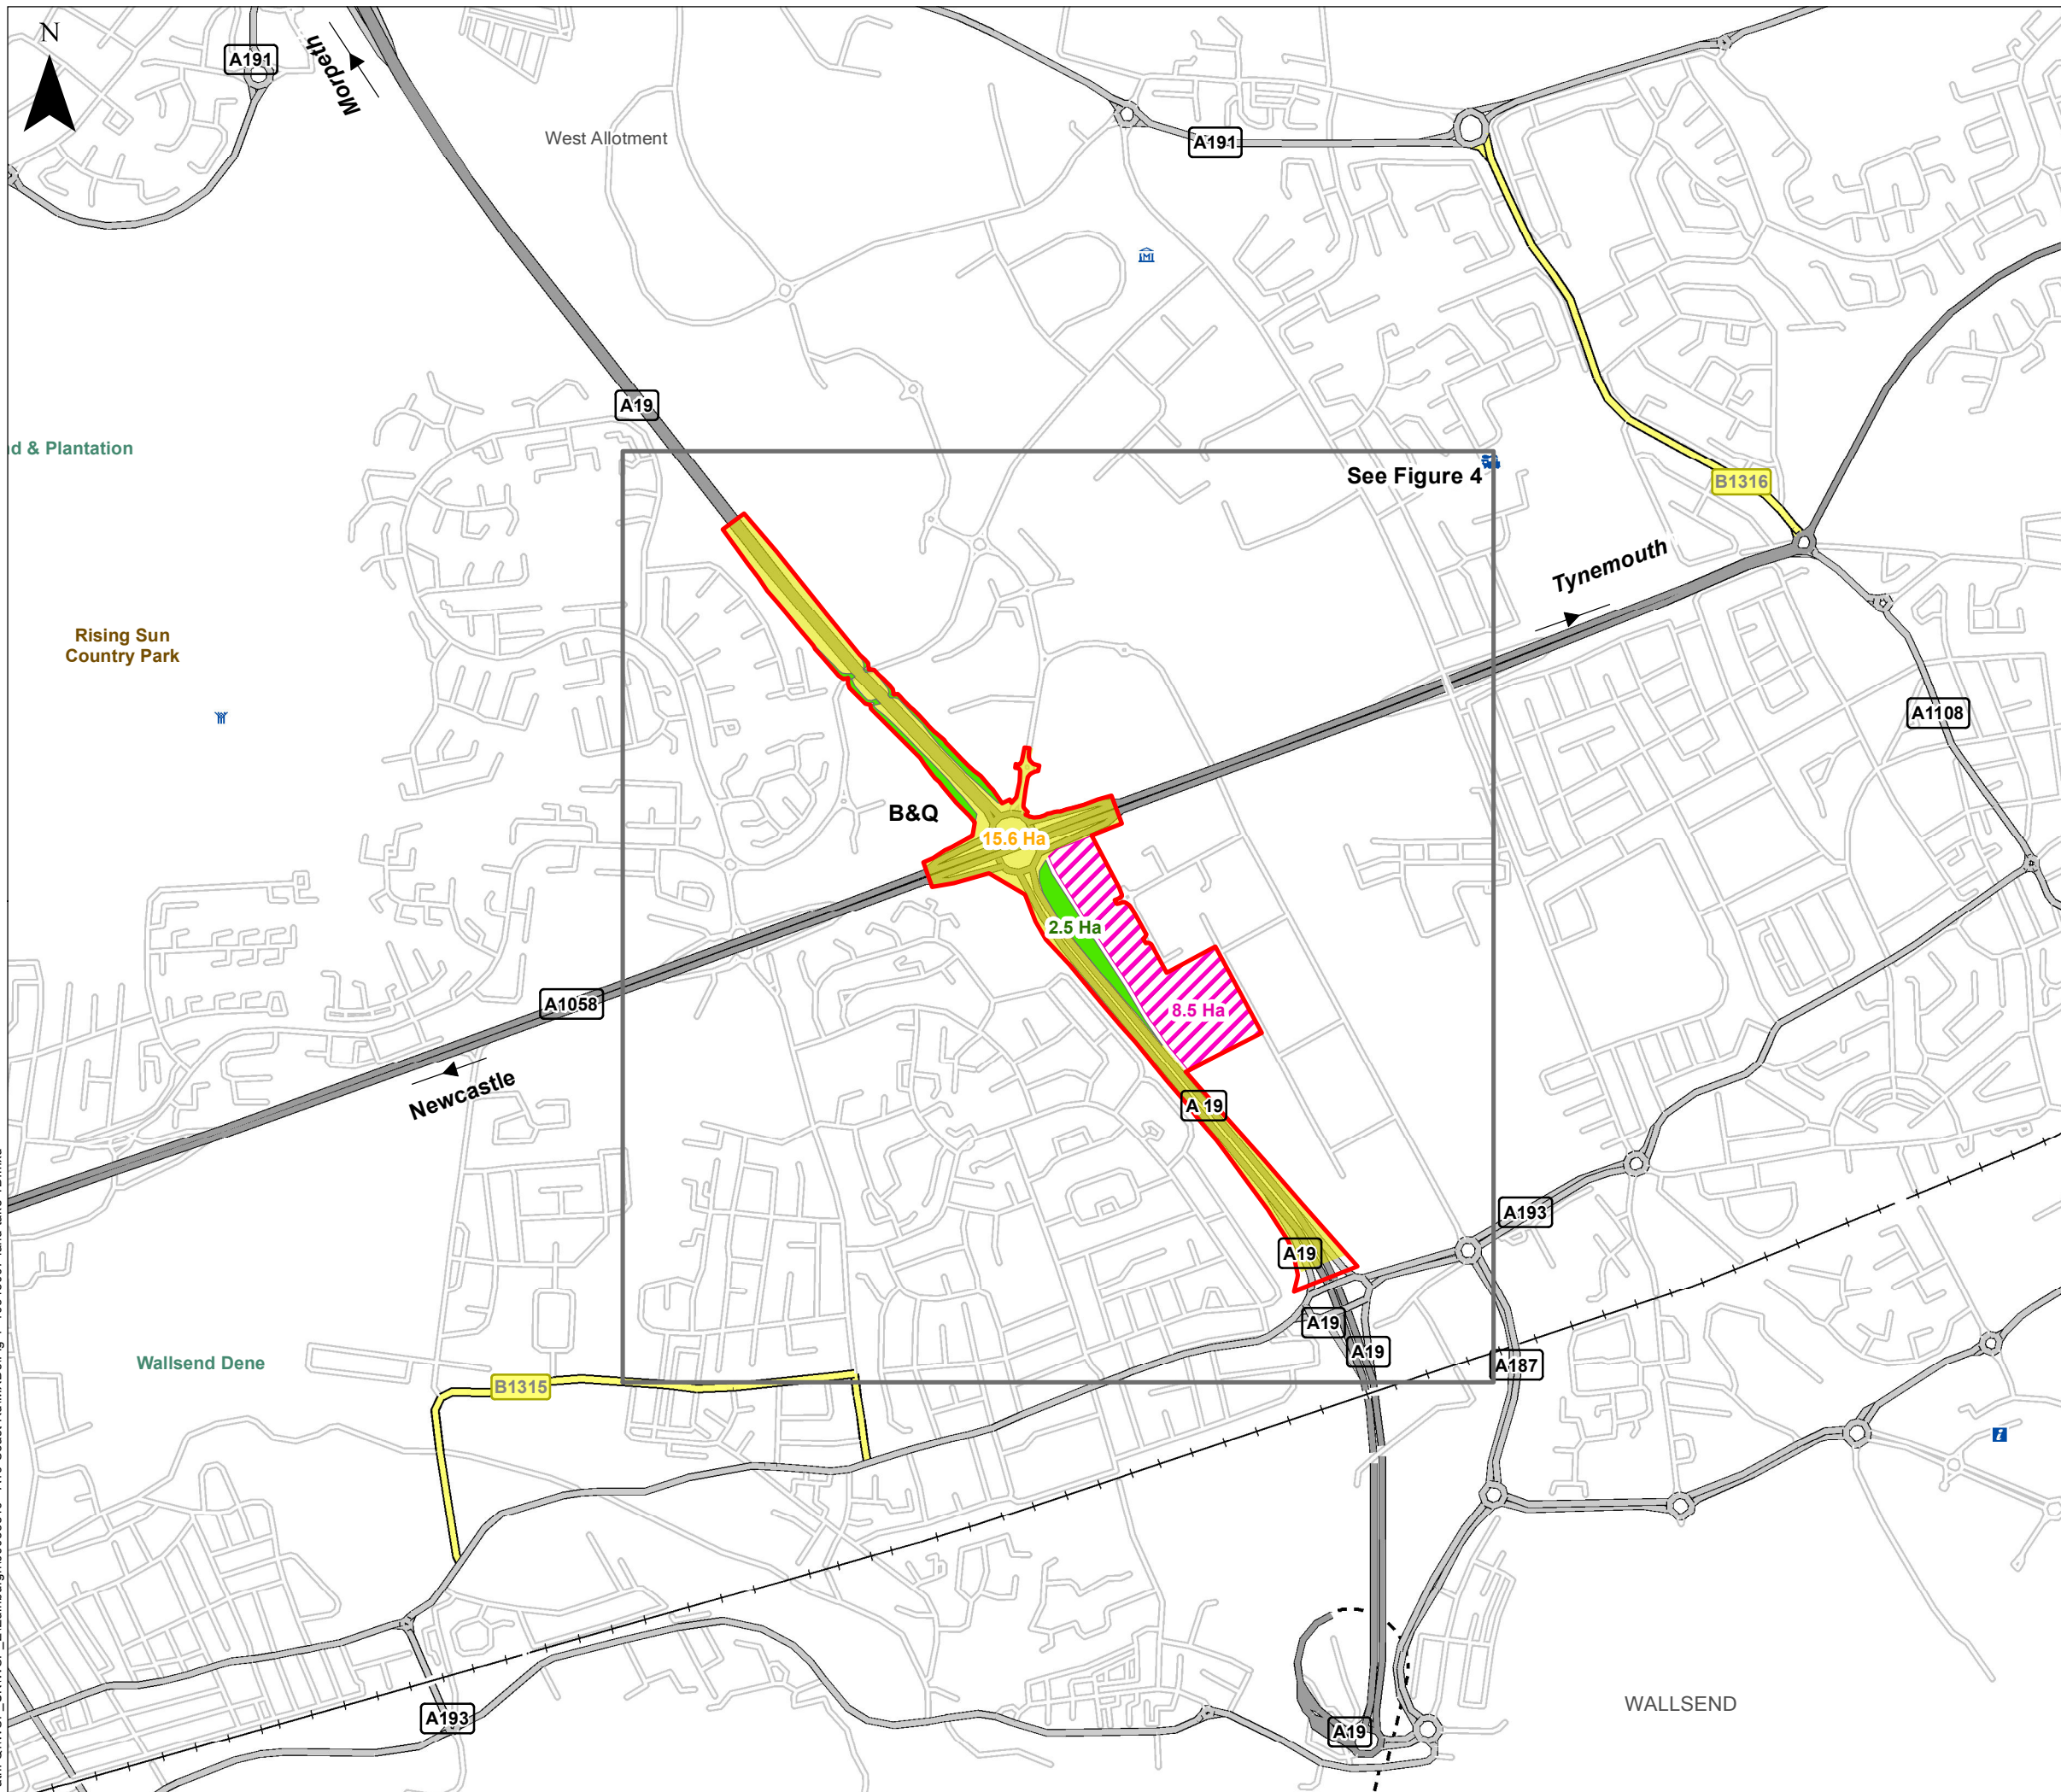 N
A191
Morpeth
West Allotment
A191
A19
d & Plantation
See Figure 4
B1316
Tynemouth
Rising Sun
Country Park
A1108
B&Q
15.6 Ha
2.5 Ha
8.5 Ha
A1058
Newcastle
A 19
A193
A19
A19
A19
A187
Wallsend Dene
B1315
WALLSEND
A193
A19